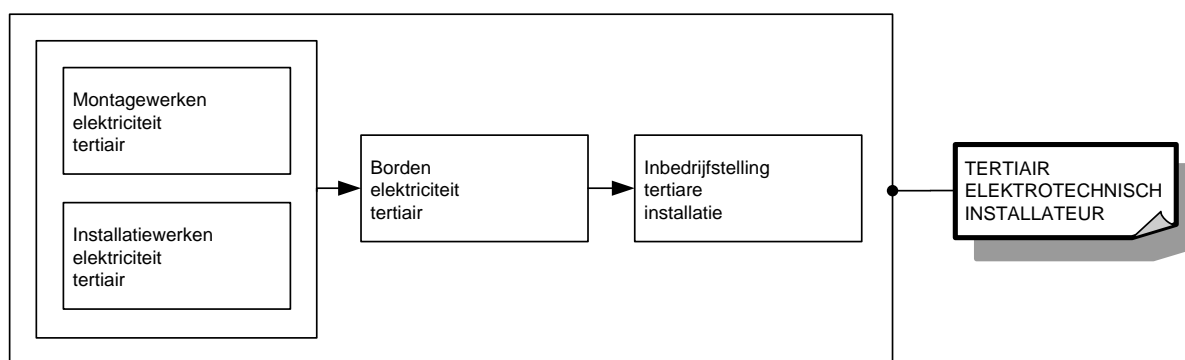 Montagewerken
elektriciteit
tertiair
Installatiewerken
elektriciteit
tertiair
Borden
elektriciteit
tertiair
Inbedrijfstelling
tertiare
installatie
TERTIAIR
ELEKTROTECHNISCH
INSTALLATEUR